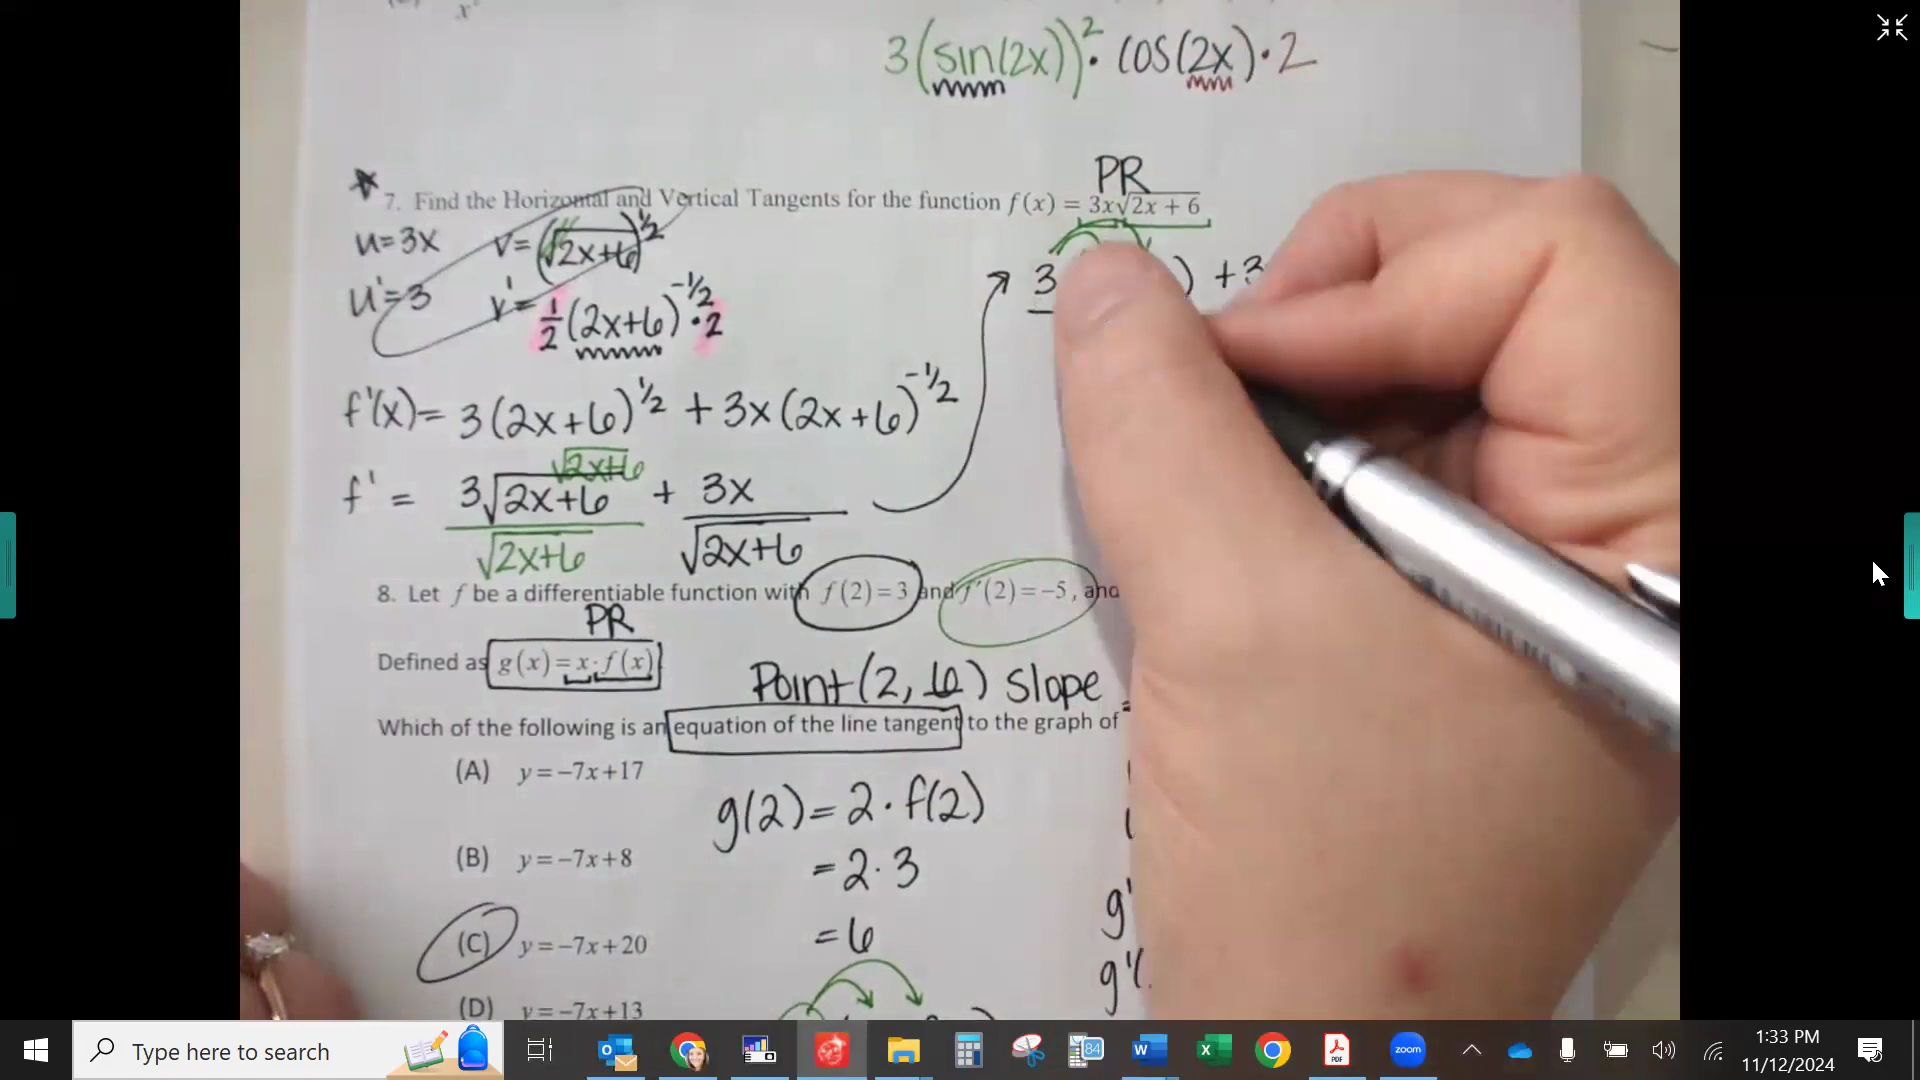 3(sin(2x))²·cos(2x)·2
PR
7. Find the Horizontal and Vertical Tangents for the function f(x) = 3x√2x + 6
u=3x v=(√2x+6)^1/2
u'=3 v'= 1/2 (2x+6)^-1/2 ·2
3 ) +3
f'(x)= 3(2x+6)^1/2 + 3x(2x+6)^-1/2
√2x+6
f' = 3√2x+6 + 3x
√2x+6 √2x+6
8. Let f be a differentiable function with f(2)=3 and f'(2)=-5, and
PR
Defined as g(x)=x·f(x)
Point(2, 6) Slope =
Which of the following is an equation of the line tangent to the graph of
(A) y=-7x+17
g(2)=2·f(2)
(B) y=-7x+8
=2·3
g'
(C) y=-7x+20
=6
g'(
(D) y=-7x+13
Type here to search
84
zoom
1:33 PM
11/12/2024